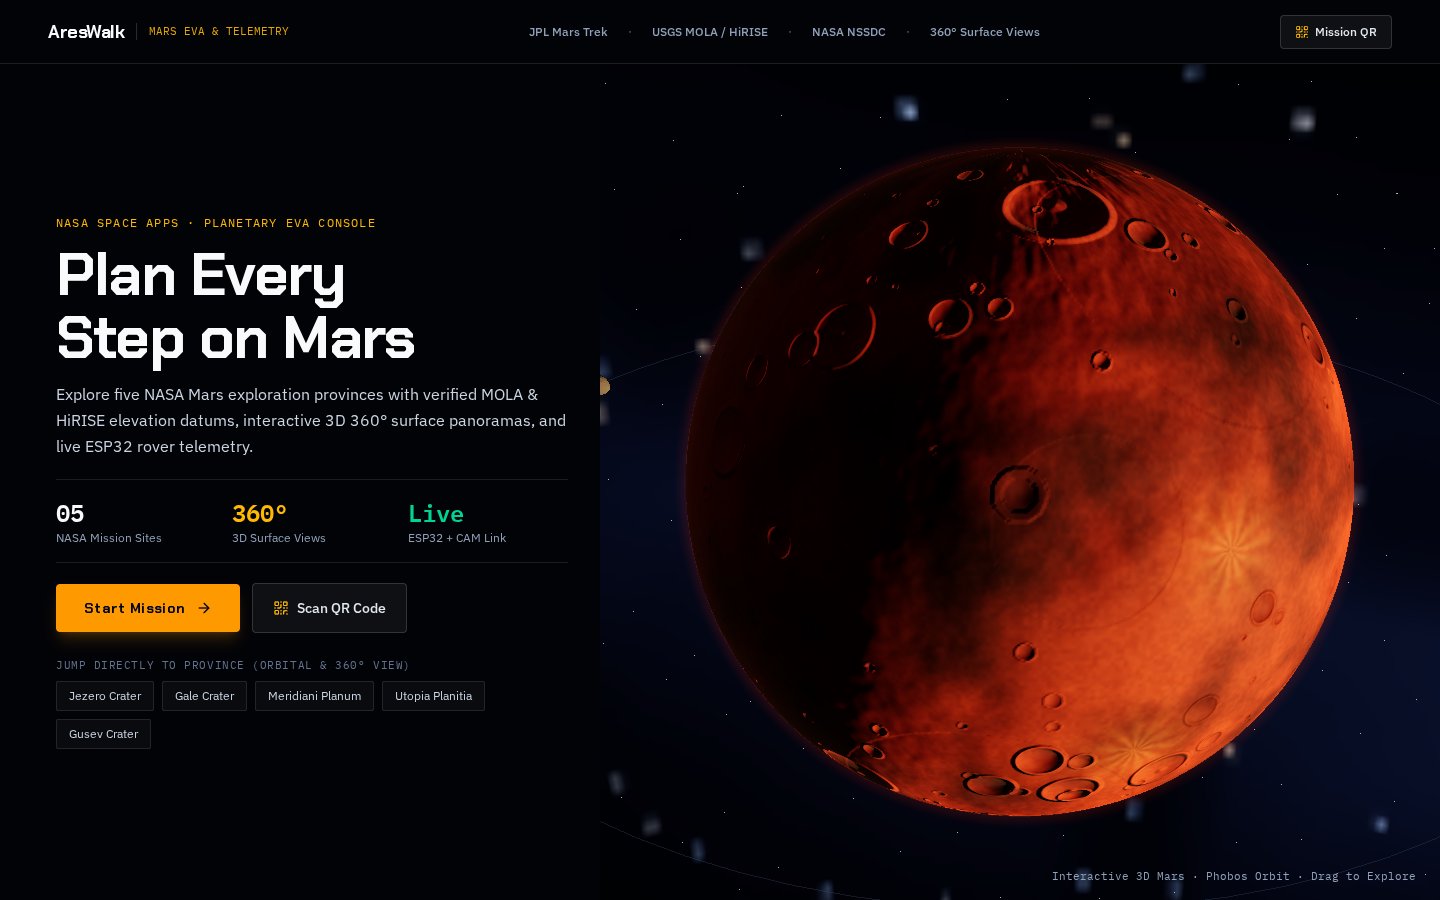 AresWalk
MARS EVA & TELEMETRY
JPL Mars Trek · USGS MOLA / HiRISE · NASA NSSDC · 360° Surface Views
Mission QR
NASA SPACE APPS · PLANETARY EVA CONSOLE
Plan Every
Step on Mars
Explore five NASA Mars exploration provinces with verified MOLA &
HiRISE elevation datums, interactive 3D 360° surface panoramas, and
live ESP32 rover telemetry.
05
NASA Mission Sites
360°
3D Surface Views
Live
ESP32 + CAM Link
Start Mission →
Scan QR Code
JUMP DIRECTLY TO PROVINCE (ORBITAL & 360° VIEW)
Jezero Crater
Gale Crater
Meridiani Planum
Utopia Planitia
Gusev Crater
Interactive 3D Mars · Phobos Orbit · Drag to Explore